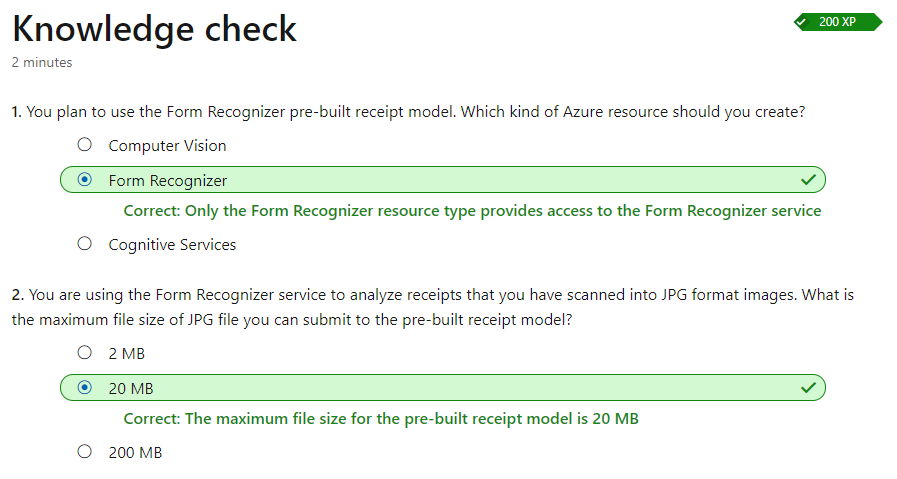 Knowledge check
200 XP
2 minutes
1. You plan to use the Form Recognizer pre-built receipt model. Which kind of Azure resource should you create?
Computer Vision
Form Recognizer
Correct: Only the Form Recognizer resource type provides access to the Form Recognizer service
Cognitive Services
2. You are using the Form Recognizer service to analyze receipts that you have scanned into JPG format images. What is
the maximum file size of JPG file you can submit to the pre-built receipt model?
2 MB
20 MB
Correct: The maximum file size for the pre-built receipt model is 20 MB
200 MB